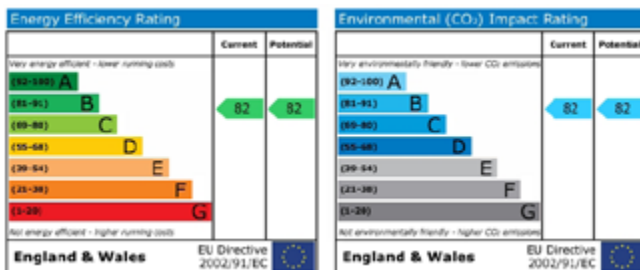 Energy Efficiency Rating
Current Potential
Very energy efficient - lower running costs
(92-100) A
(81-91) B
82 82
(69-80) C
(55-68) D
(39-54) E
(21-38) F
(1-20) G
Not energy efficient - higher running costs
England & Wales
EU Directive
2002/91/EC
Environmental (CO₂) Impact Rating
Current Potential
Very environmentally friendly - lower CO₂ emissions
(92-100) A
(81-91) B
82 82
(69-80) C
(55-68) D
(39-54) E
(21-38) F
(1-20) G
Not environmentally friendly - higher CO₂ emissions
England & Wales
EU Directive
2002/91/EC